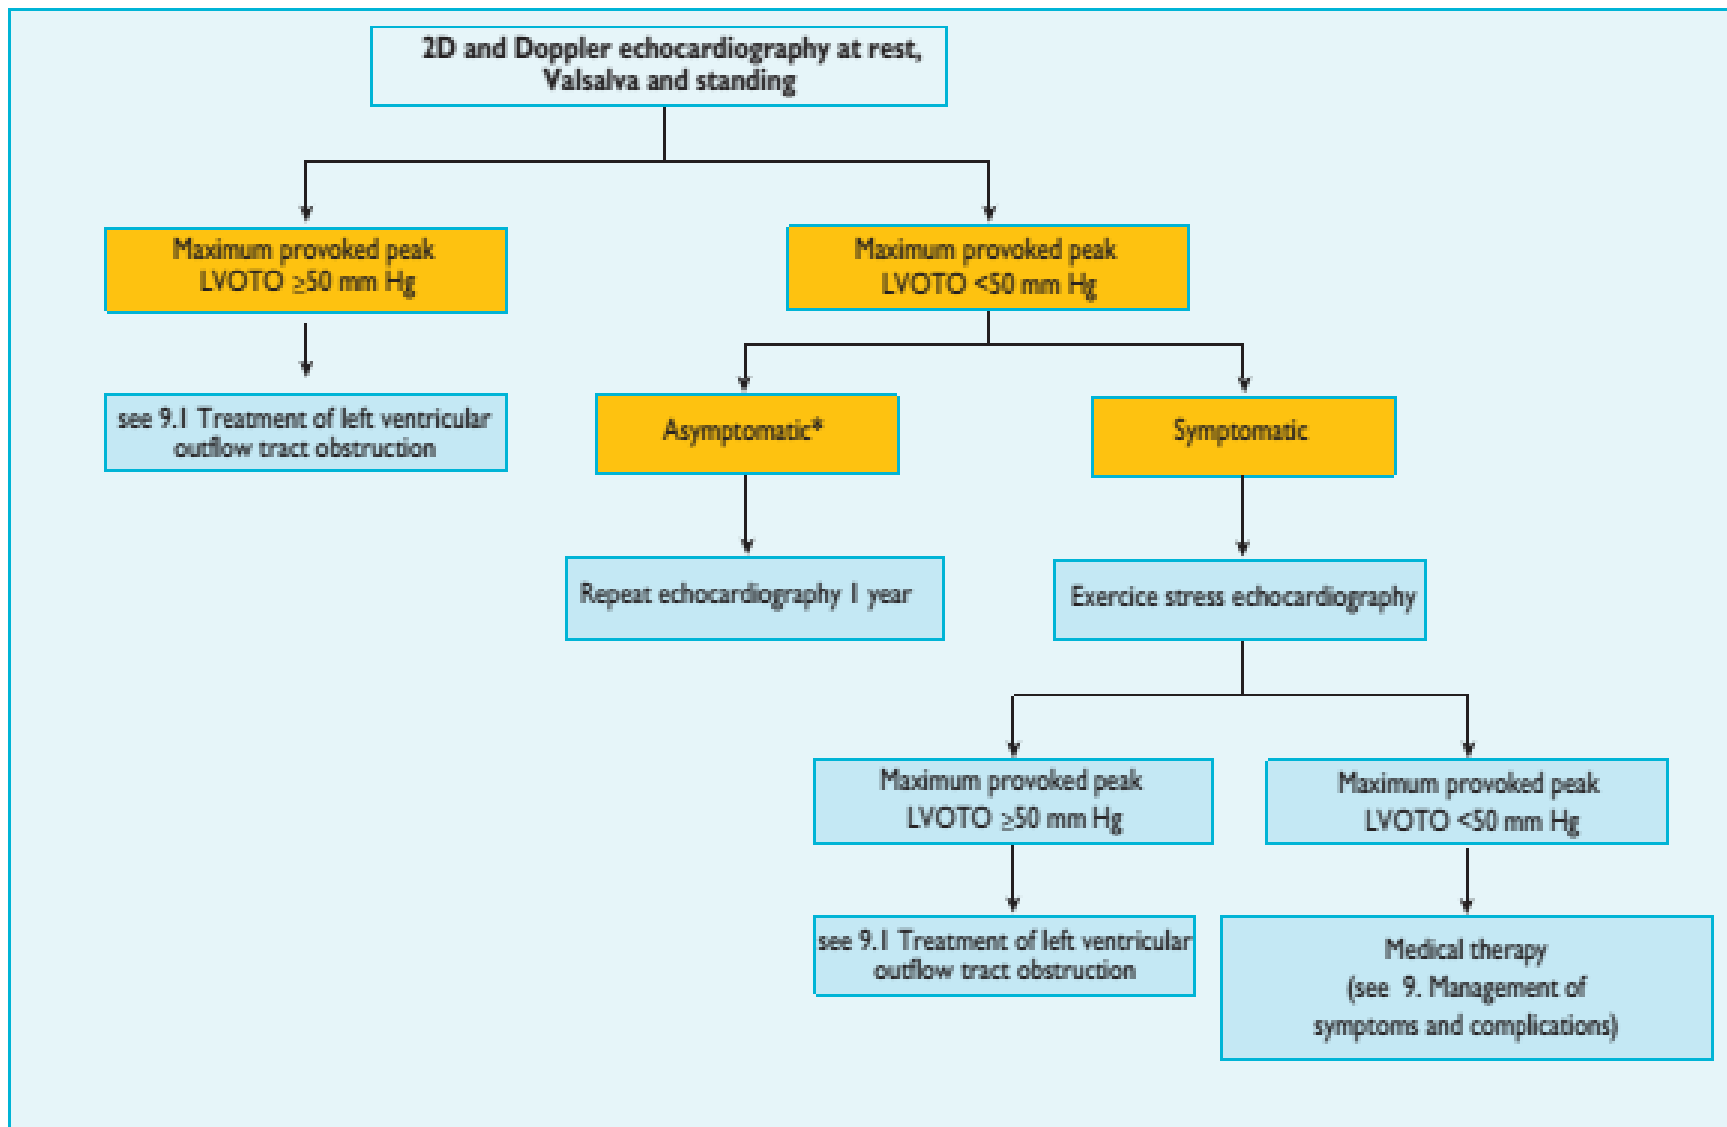 2D and Doppler echocardiography at rest,
Valsalva and standing
Maximum provoked peak
LVOTO ≥50 mm Hg
Maximum provoked peak
LVOTO <50 mm Hg
see 9.1 Treatment of left ventricular
outflow tract obstruction
Asymptomatic*
Symptomatic
Repeat echocardiography 1 year
Exercice stress echocardiography
Maximum provoked peak
LVOTO ≥50 mm Hg
Maximum provoked peak
LVOTO <50 mm Hg
see 9.1 Treatment of left ventricular
outflow tract obstruction
Medical therapy
(see 9. Management of
symptoms and complications)